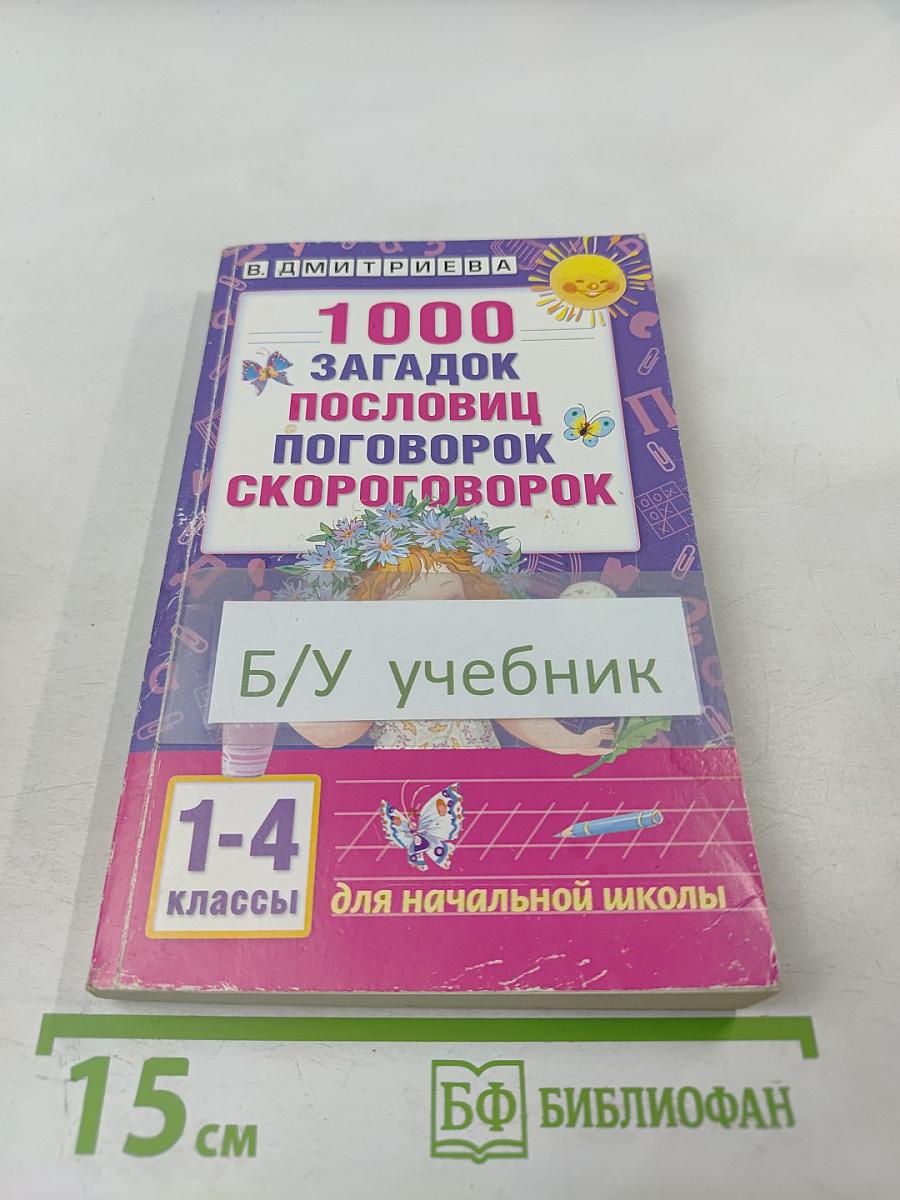 В. ДМИТРИЕВА
1000
ЗАГАДОК
ПОСЛОВИЦ
ПОГОВОРОК
СКОРОГОВОРОК
Б/У учебник
1-4
классы
для начальной школы
15 см
БФ БИБЛИОФАН